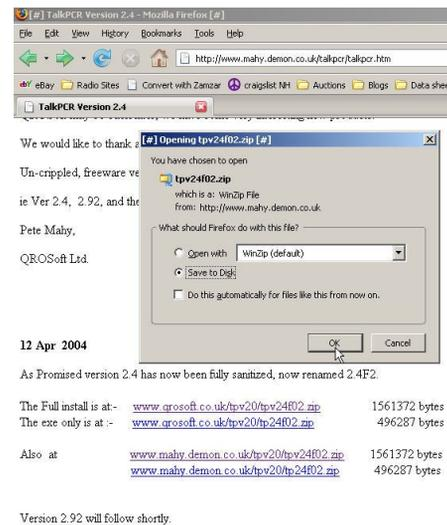 [#] TalkPCR Version 2.4 - Mozilla Firefox [#]
File Edit View History Bookmarks Tools Help
http://www.mahy.demon.co.uk/talkpcr/talkpcr.htm
eBay Radio Sites Convert with Zamzar craigslist NH Auctions Blogs Data shee
TalkPCR Version 2.4
We would like to thank a
Un-crippled, freeware ve
ie Ver 2.4, 2.92, and the
Pete Mahy,
QROSoft Ltd.
[#] Opening tpv24f02.zip [#]
You have chosen to open
tpv24f02.zip
which is a: WinZip File
from: http://www.mahy.demon.co.uk
What should Firefox do with this file?
Open with WinZip (default)
Save to Disk
Do this automatically for files like this from now on.
OK Cancel
12 Apr 2004
As Promised version 2.4 has now been fully sanitized, now renamed 2.4F2.
The Full install is at:- www.qrosoft.co.uk/tpv20/tpv24f02.zip 1561372 bytes
The exe only is at :- www.qrosoft.co.uk/tpv20/tp24f02.zip 496287 bytes
Also at www.mahy.demon.co.uk/tpv20/tpv24f02.zip 1561372 bytes
www.mahy.demon.co.uk/tpv20/tp24f02.zip 496287 bytes
Version 2.92 will follow shortly.